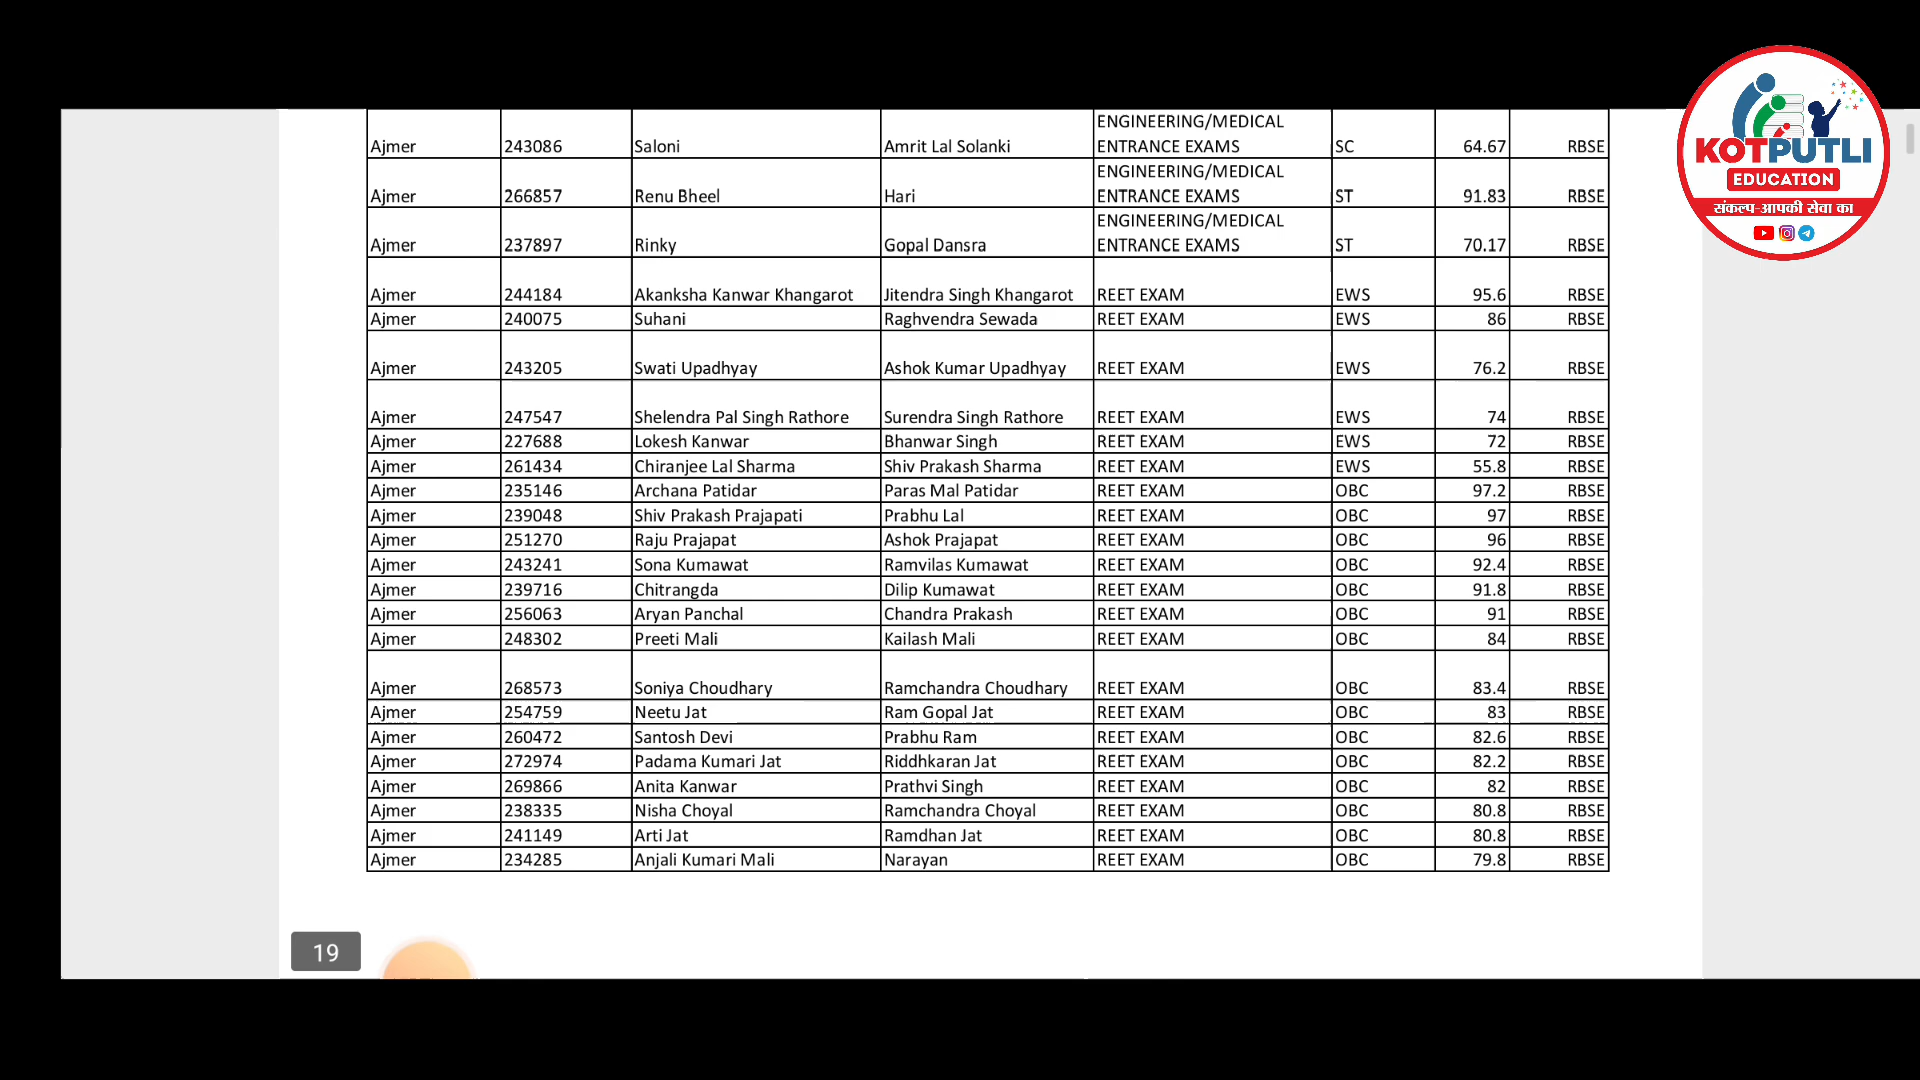 ENGINEERING/MEDICAL
Ajmer 243086 Saloni Amrit Lal Solanki ENTRANCE EXAMS SC 64.67 RBSE
ENGINEERING/MEDICAL
Ajmer 266857 Renu Bheel Hari ENTRANCE EXAMS ST 91.83 RBSE
ENGINEERING/MEDICAL
Ajmer 237897 Rinky Gopal Dansra ENTRANCE EXAMS ST 70.17 RBSE
Ajmer 244184 Akanksha Kanwar Khangarot Jitendra Singh Khangarot REET EXAM EWS 95.6 RBSE
Ajmer 240075 Suhani Raghvendra Sewada REET EXAM EWS 86 RBSE
Ajmer 243205 Swati Upadhyay Ashok Kumar Upadhyay REET EXAM EWS 76.2 RBSE
Ajmer 247547 Shelendra Pal Singh Rathore Surendra Singh Rathore REET EXAM EWS 74 RBSE
Ajmer 227688 Lokesh Kanwar Bhanwar Singh REET EXAM EWS 72 RBSE
Ajmer 261434 Chiranjee Lal Sharma Shiv Prakash Sharma REET EXAM EWS 55.8 RBSE
Ajmer 235146 Archana Patidar Paras Mal Patidar REET EXAM OBC 97.2 RBSE
Ajmer 239048 Shiv Prakash Prajapati Prabhu Lal REET EXAM OBC 97 RBSE
Ajmer 251270 Raju Prajapat Ashok Prajapat REET EXAM OBC 96 RBSE
Ajmer 243241 Sona Kumawat Ramvilas Kumawat REET EXAM OBC 92.4 RBSE
Ajmer 239716 Chitrangda Dilip Kumawat REET EXAM OBC 91.8 RBSE
Ajmer 256063 Aryan Panchal Chandra Prakash REET EXAM OBC 91 RBSE
Ajmer 248302 Preeti Mali Kailash Mali REET EXAM OBC 84 RBSE
Ajmer 268573 Soniya Choudhary Ramchandra Choudhary REET EXAM OBC 83.4 RBSE
Ajmer 254759 Neetu Jat Ram Gopal Jat REET EXAM OBC 83 RBSE
Ajmer 260472 Santosh Devi Prabhu Ram REET EXAM OBC 82.6 RBSE
Ajmer 272974 Padama Kumari Jat Riddhkaran Jat REET EXAM OBC 82.2 RBSE
Ajmer 269866 Anita Kanwar Prathvi Singh REET EXAM OBC 82 RBSE
Ajmer 238335 Nisha Choyal Ramchandra Choyal REET EXAM OBC 80.8 RBSE
Ajmer 241149 Arti Jat Ramdhan Jat REET EXAM OBC 80.8 RBSE
Ajmer 234285 Anjali Kumari Mali Narayan REET EXAM OBC 79.8 RBSE
19
KOTPUTLI
EDUCATION
संकल्प-आपकी सेवा का